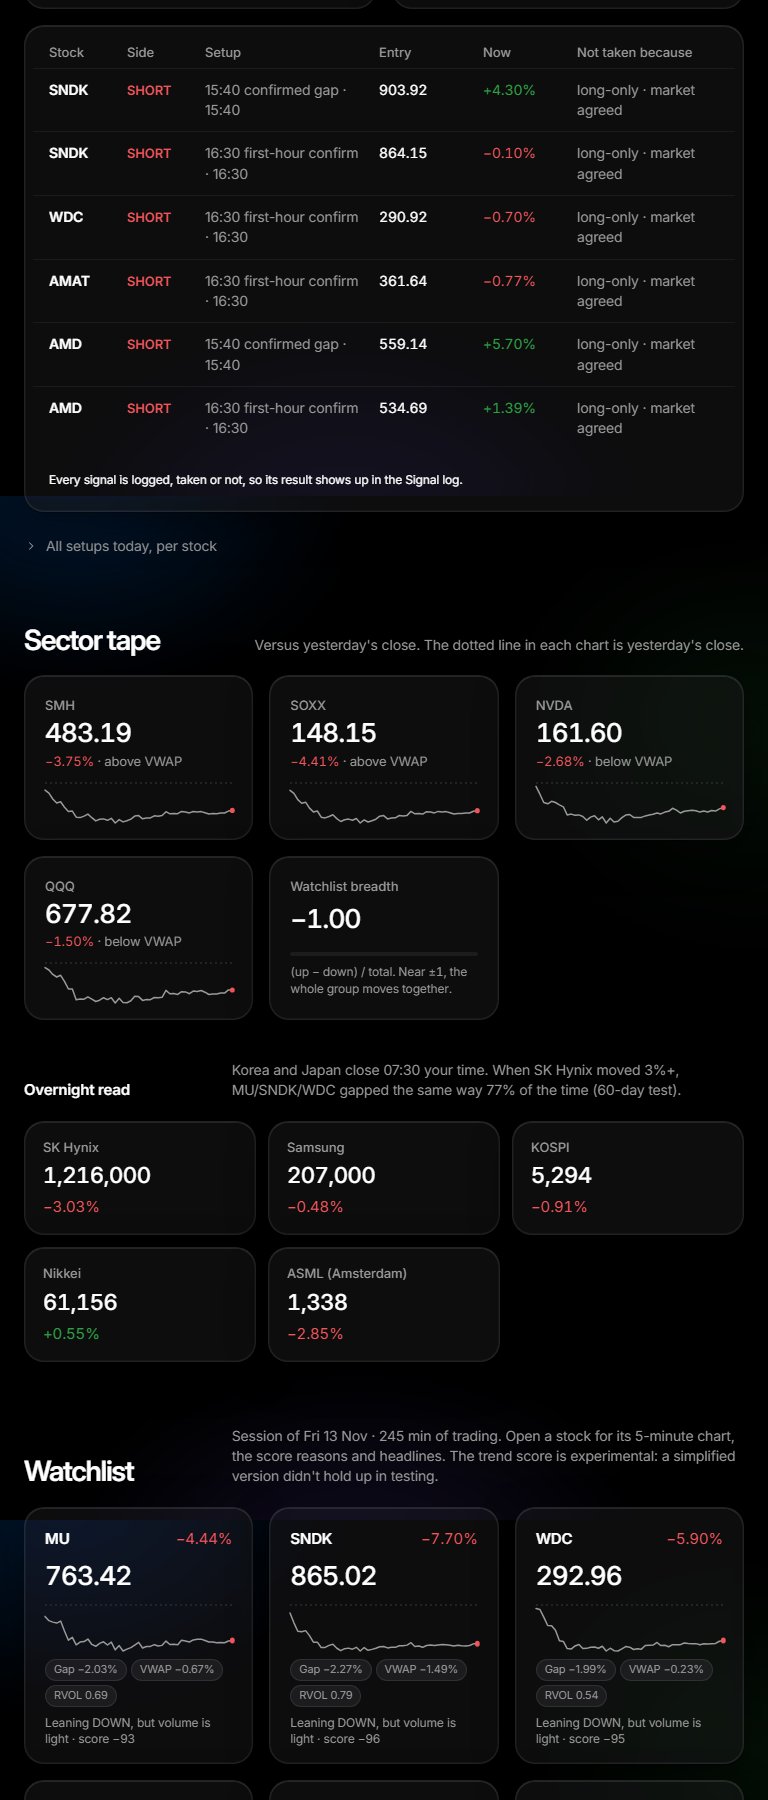 Stock Side Setup Entry Now Not taken because
SNDK SHORT 15:40 confirmed gap · 903.92 +4.30% long-only · market
15:40 agreed
SNDK SHORT 16:30 first-hour confirm 864.15 −0.10% long-only · market
· 16:30 agreed
WDC SHORT 16:30 first-hour confirm 290.92 −0.70% long-only · market
· 16:30 agreed
AMAT SHORT 16:30 first-hour confirm 361.64 −0.77% long-only · market
· 16:30 agreed
AMD SHORT 15:40 confirmed gap · 559.14 +5.70% long-only · market
15:40 agreed
AMD SHORT 16:30 first-hour confirm 534.69 +1.39% long-only · market
· 16:30 agreed
Every signal is logged, taken or not, so its result shows up in the Signal log.
All setups today, per stock
Sector tape
Versus yesterday's close. The dotted line in each chart is yesterday's close.
SMH
483.19
−3.75% · above VWAP
SOXX
148.15
−4.41% · above VWAP
NVDA
161.60
−2.68% · below VWAP
QQQ
677.82
−1.50% · below VWAP
Watchlist breadth
−1.00
(up − down) / total. Near ±1, the
whole group moves together.
Overnight read
Korea and Japan close 07:30 your time. When SK Hynix moved 3%+,
MU/SNDK/WDC gapped the same way 77% of the time (60-day test).
SK Hynix
1,216,000
−3.03%
Samsung
207,000
−0.48%
KOSPI
5,294
−0.91%
Nikkei
61,156
+0.55%
ASML (Amsterdam)
1,338
−2.85%
Watchlist
Session of Fri 13 Nov · 245 min of trading. Open a stock for its 5-minute chart,
the score reasons and headlines. The trend score is experimental: a simplified
version didn't hold up in testing.
MU −4.44%
763.42
Gap −2.03% VWAP −0.67%
RVOL 0.69
Leaning DOWN, but volume is
light · score −93
SNDK −7.70%
865.02
Gap −2.27% VWAP −1.49%
RVOL 0.79
Leaning DOWN, but volume is
light · score −96
WDC −5.90%
292.96
Gap −1.99% VWAP −0.23%
RVOL 0.54
Leaning DOWN, but volume is
light · score −95